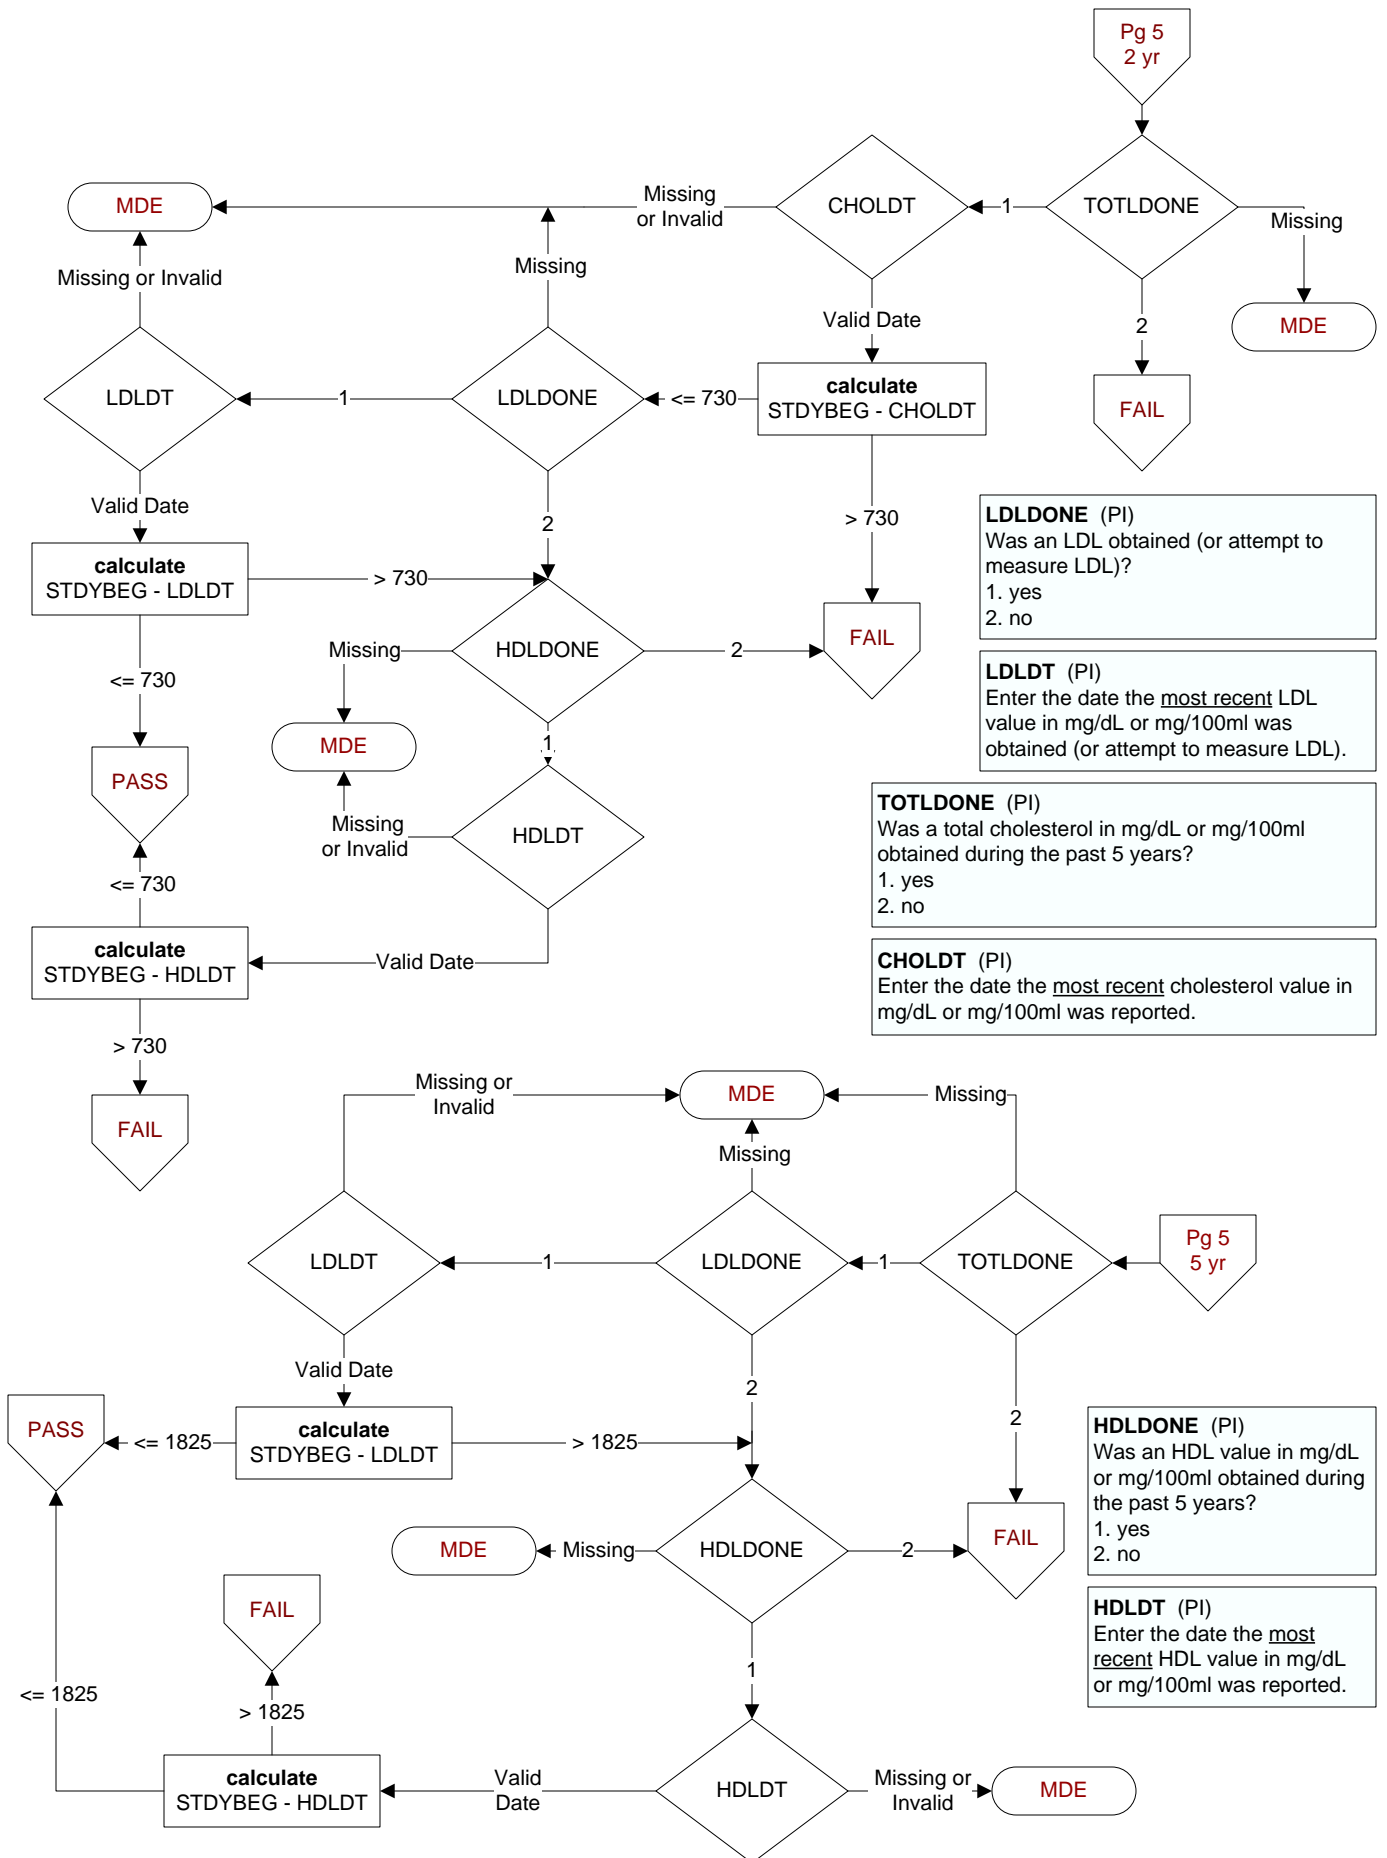 Pg 5
2 yr
TOTLDONE
1
Missing
MDE
2
FAIL
CHOLDT
Missing
or Invalid
MDE
Valid Date
calculate
STDYBEG - CHOLDT
<= 730
> 730
FAIL
LDLDONE
Missing
1
2
LDLDT
Missing or Invalid
Valid Date
calculate
STDYBEG - LDLDT
> 730
<= 730
PASS
HDLDONE
Missing
MDE
2
1
HDLDT
Missing
or Invalid
Valid Date
calculate
STDYBEG - HDLDT
<= 730
> 730
FAIL
LDLDONE (PI)
Was an LDL obtained (or attempt to
measure LDL)?
1. yes
2. no
LDLDT (PI)
Enter the date the most recent LDL
value in mg/dL or mg/100ml was
obtained (or attempt to measure LDL).
TOTLDONE (PI)
Was a total cholesterol in mg/dL or mg/100ml
obtained during the past 5 years?
1. yes
2. no
CHOLDT (PI)
Enter the date the most recent cholesterol value in
mg/dL or mg/100ml was reported.
Pg 5
5 yr
TOTLDONE
Missing
MDE
1
2
FAIL
LDLDONE
Missing
1
2
LDLDT
Missing or
Invalid
Valid Date
calculate
STDYBEG - LDLDT
<= 1825
PASS
> 1825
HDLDONE
Missing
MDE
2
1
HDLDT
Missing or
Invalid
MDE
Valid
Date
calculate
STDYBEG - HDLDT
> 1825
FAIL
<= 1825
HDLDONE (PI)
Was an HDL value in mg/dL
or mg/100ml obtained during
the past 5 years?
1. yes
2. no
HDLDT (PI)
Enter the date the most
recent HDL value in mg/dL
or mg/100ml was reported.